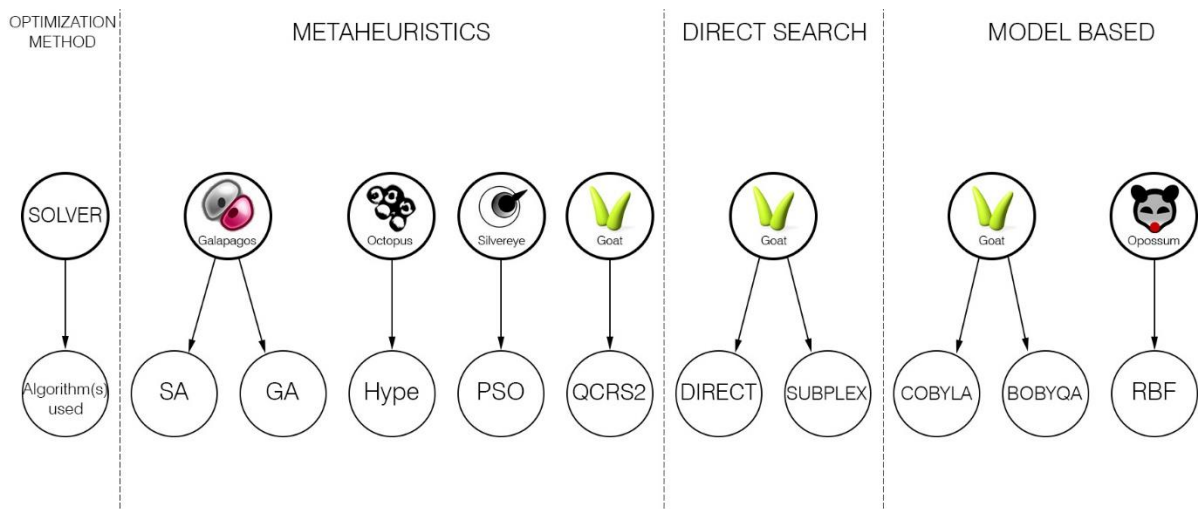 OPTIMIZATION
METHOD
METAHEURISTICS
DIRECT SEARCH
MODEL BASED
SOLVER
Galapagos
Octopus
Silvereye
Goat
Goat
Goat
Opossum
Algorithm(s)
used
SA
GA
Hype
PSO
QCRS2
DIRECT
SUBPLEX
COBYLA
BOBYQA
RBF